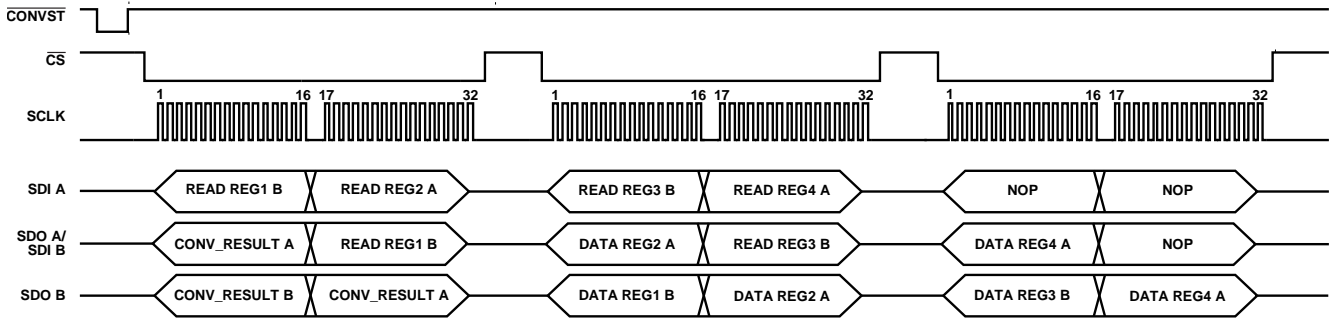 CONVST
CS
1 16 17 32 1 16 17 32 1 16 17 32
SCLK
SDI A READ REG1 B READ REG2 A READ REG3 B READ REG4 A NOP NOP
SDO A/
SDI B CONV_RESULT A READ REG1 B DATA REG2 A READ REG3 B DATA REG4 A NOP
SDO B CONV_RESULT B CONV_RESULT A DATA REG1 B DATA REG2 A DATA REG3 B DATA REG4 A